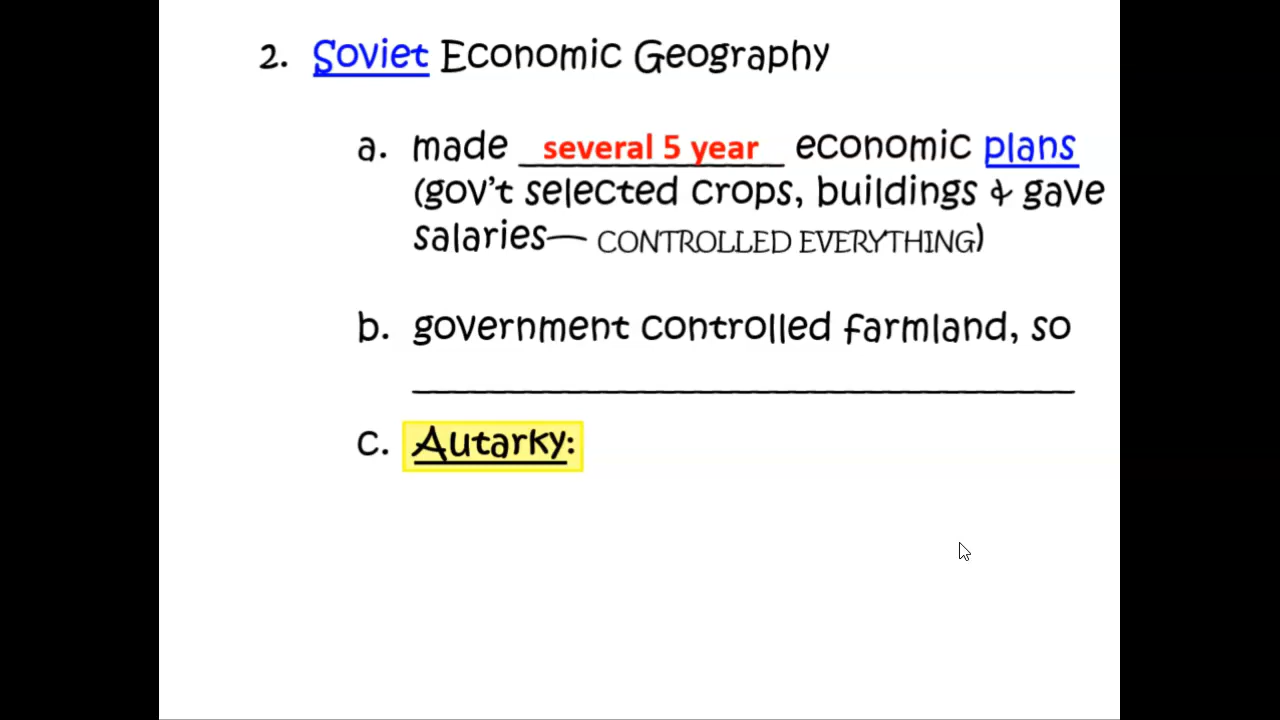 2. Soviet Economic Geography
a. made several 5 year economic plans
(gov't selected crops, buildings & gave
salaries— CONTROLLED EVERYTHING)
b. government controlled farmland, so
c. Autarky: